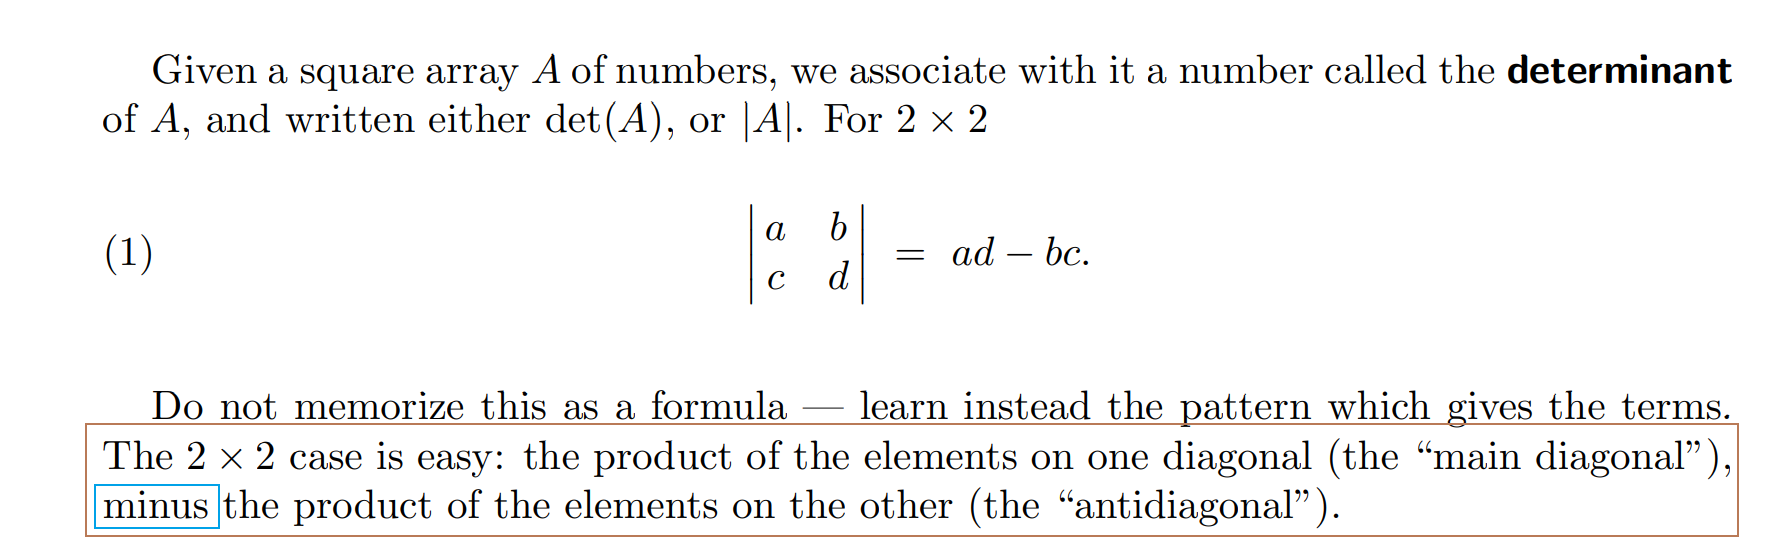 Given a square array A of numbers, we associate with it a number called the determinant
of A, and written either det(A), or |A|. For 2 × 2
(1) | a b |
| c d | = ad − bc.
Do not memorize this as a formula — learn instead the pattern which gives the terms.
The 2 × 2 case is easy: the product of the elements on one diagonal (the “main diagonal”),
minus the product of the elements on the other (the “antidiagonal”).